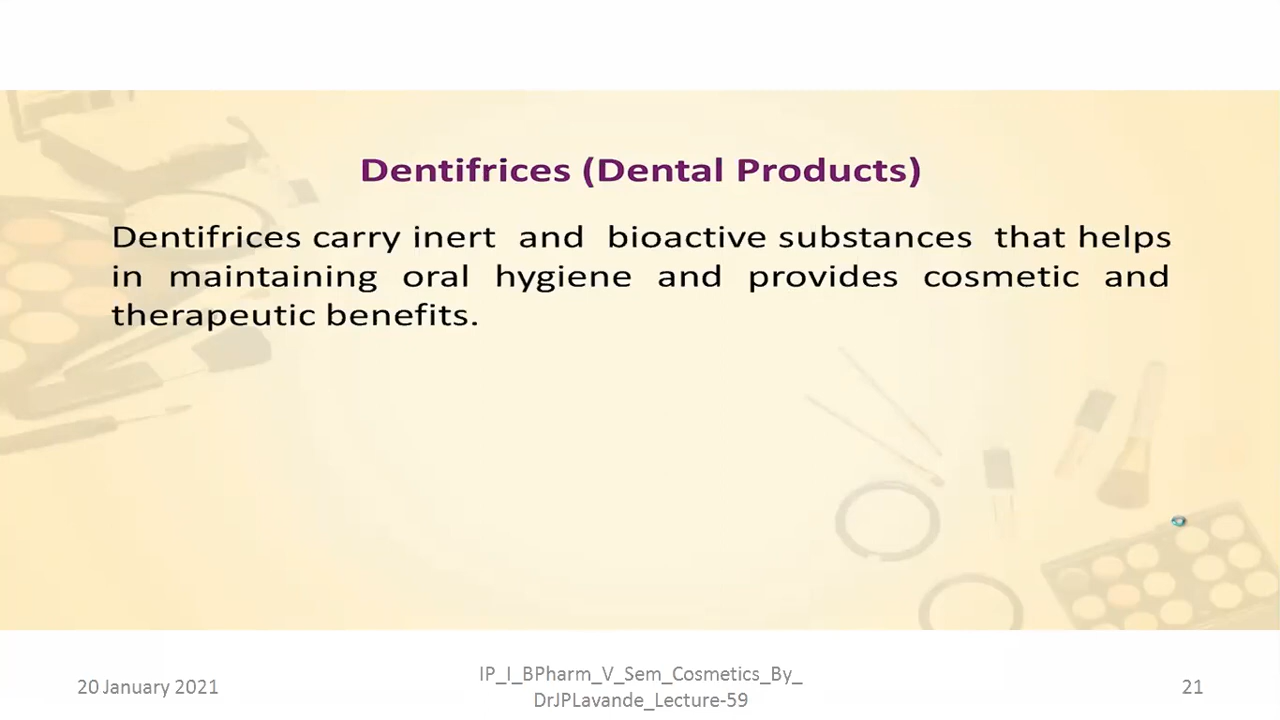 Dentifrices (Dental Products)
Dentifrices carry inert and bioactive substances that helps
in maintaining oral hygiene and provides cosmetic and
therapeutic benefits.
20 January 2021
IP_I_BPharm_V_Sem_Cosmetics_By_
DrJPLavande_Lecture-59
21